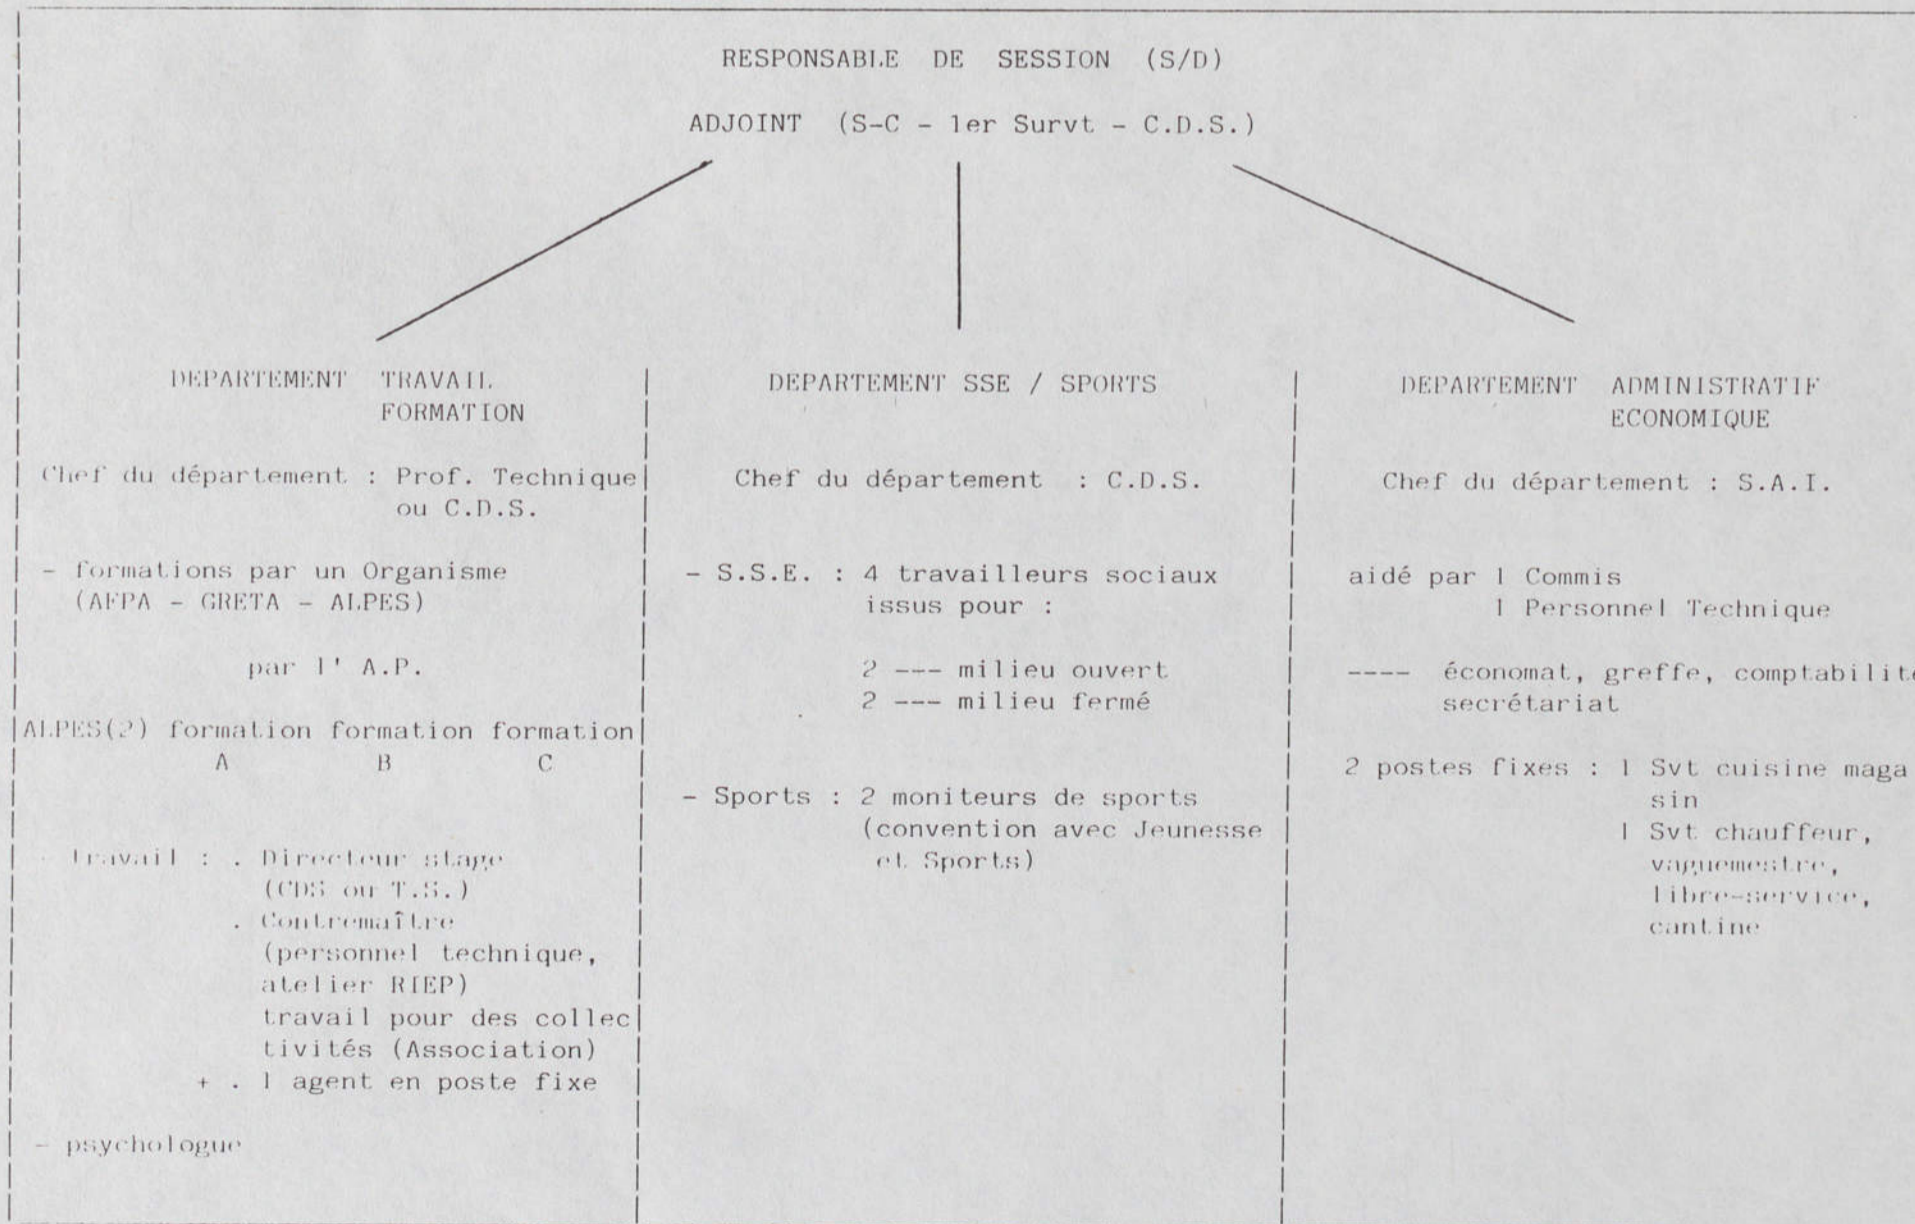 RESPONSABLE DE SESSION (S/D)
ADJOINT (S-C - 1er Survt - C.D.S.)
DEPARTEMENT TRAVAIL
FORMATION
Chef du département : Prof. Technique
ou C.D.S.
- formations par un Organisme
(AFPA - GRETA - ALPES)
par l' A.P.
ALPES(2) formation formation formation
A B C
- Travail : . Directeur stage
(CDS ou T.S.)
. Contremaître
(personnel technique,
atelier RIEP)
travail pour des collec
tivités (Association)
+ . 1 agent en poste fixe
- psychologue
DEPARTEMENT SSE / SPORTS
Chef du département : C.D.S.
- S.S.E. : 4 travailleurs sociaux
issus pour :
2 --- milieu ouvert
2 --- milieu fermé
- Sports : 2 moniteurs de sports
(convention avec Jeunesse
et Sports)
DEPARTEMENT ADMINISTRATIF
ECONOMIQUE
Chef du département : S.A.I.
aidé par 1 Commis
1 Personnel Technique
---- économat, greffe, comptabilité
secrétariat
2 postes fixes : 1 Svt cuisine maga
sin
1 Svt chauffeur,
vaguemestre,
libre-service,
cantine